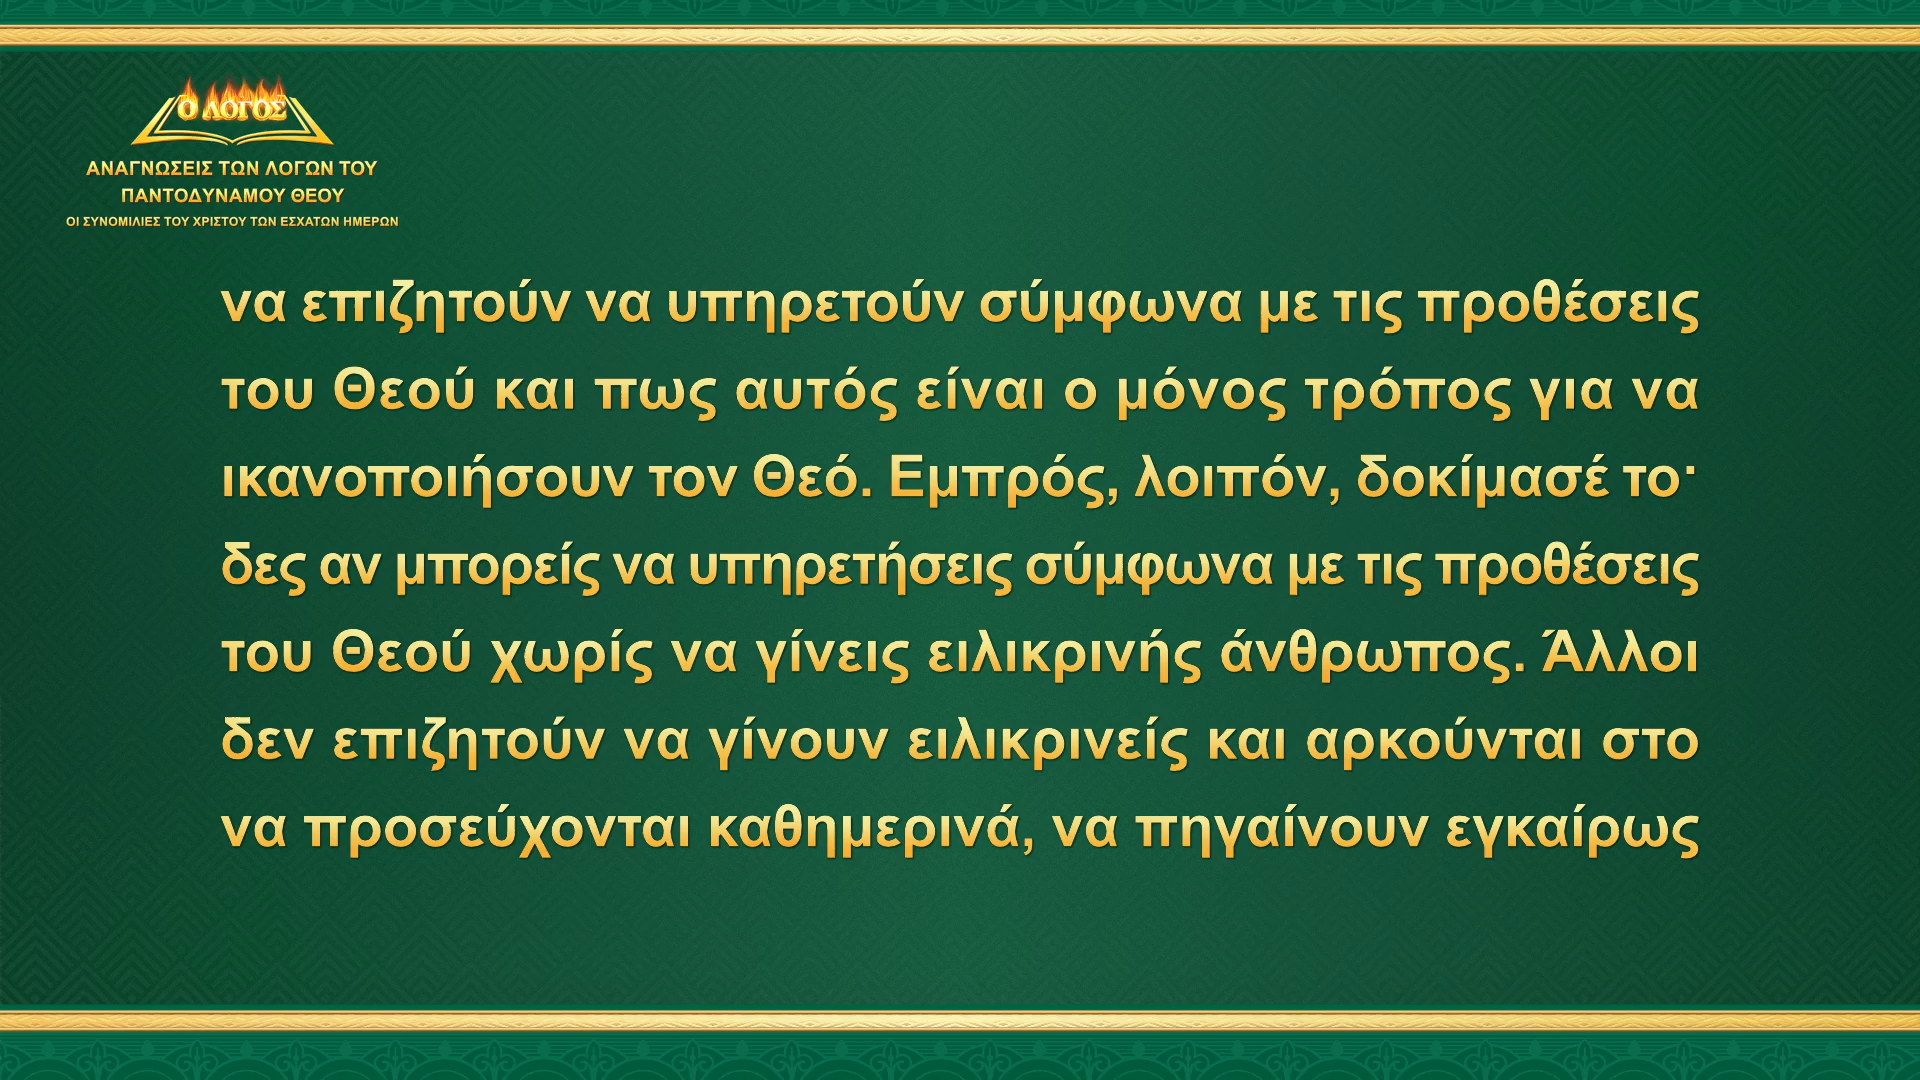 Ο ΛΟΓΟΣ
ΑΝΑΓΝΩΣΕΙΣ ΤΩΝ ΛΟΓΩΝ ΤΟΥ
ΠΑΝΤΟΔΥΝΑΜΟΥ ΘΕΟΥ
ΟΙ ΣΥΝΟΜΙΛΙΕΣ ΤΟΥ ΧΡΙΣΤΟΥ ΤΩΝ ΕΣΧΑΤΩΝ ΗΜΕΡΩΝ
να επιζητούν να υπηρετούν σύμφωνα με τις προθέσεις
του Θεού και πως αυτός είναι ο μόνος τρόπος για να
ικανοποιήσουν τον Θεό. Εμπρός, λοιπόν, δοκίμασέ το·
δες αν μπορείς να υπηρετήσεις σύμφωνα με τις προθέσεις
του Θεού χωρίς να γίνεις ειλικρινής άνθρωπος. Άλλοι
δεν επιζητούν να γίνουν ειλικρινείς και αρκούνται στο
να προσεύχονται καθημερινά, να πηγαίνουν εγκαίρως